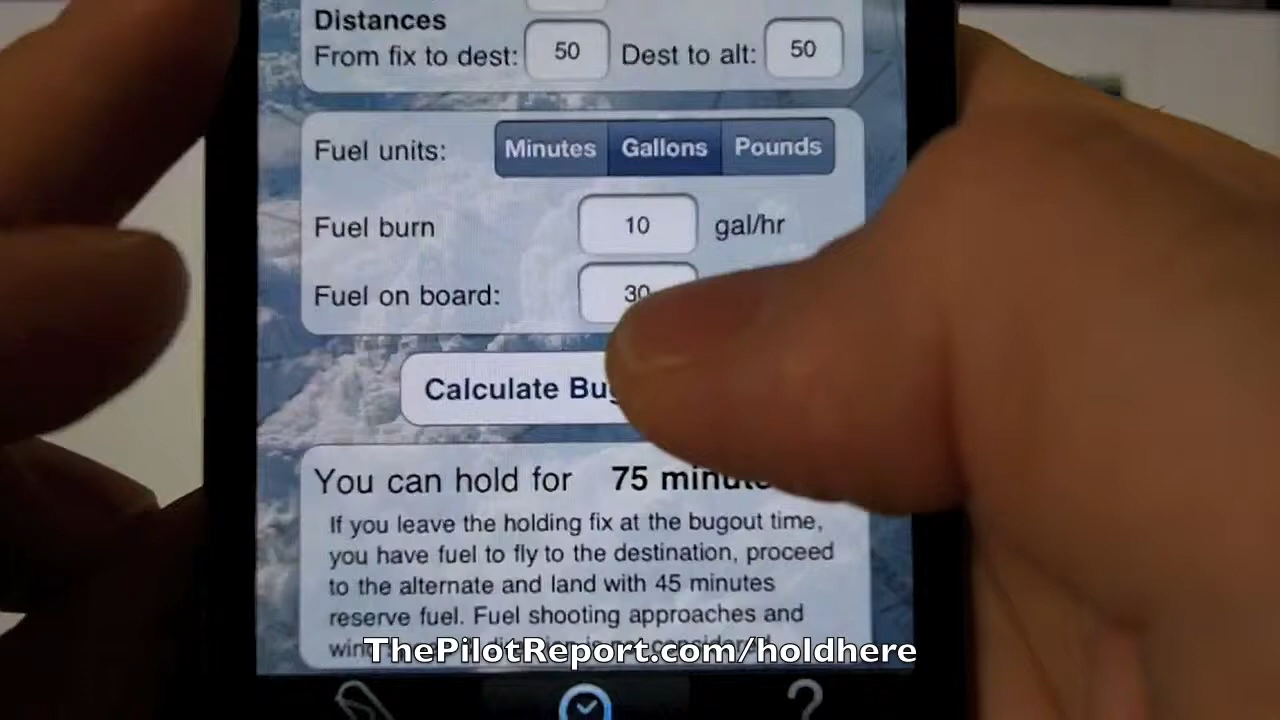 Distances
From fix to dest: 50 Dest to alt: 50
Fuel units: Minutes Gallons Pounds
Fuel burn 10 gal/hr
Fuel on board: 30
Calculate
You can hold for 75
If you leave the holding fix at the bugout time,
you have fuel to fly to the destination, proceed
to the alternate and land with 45 minutes
reserve fuel. Fuel shooting approaches and
ThePilotReport.com/holdhere
?